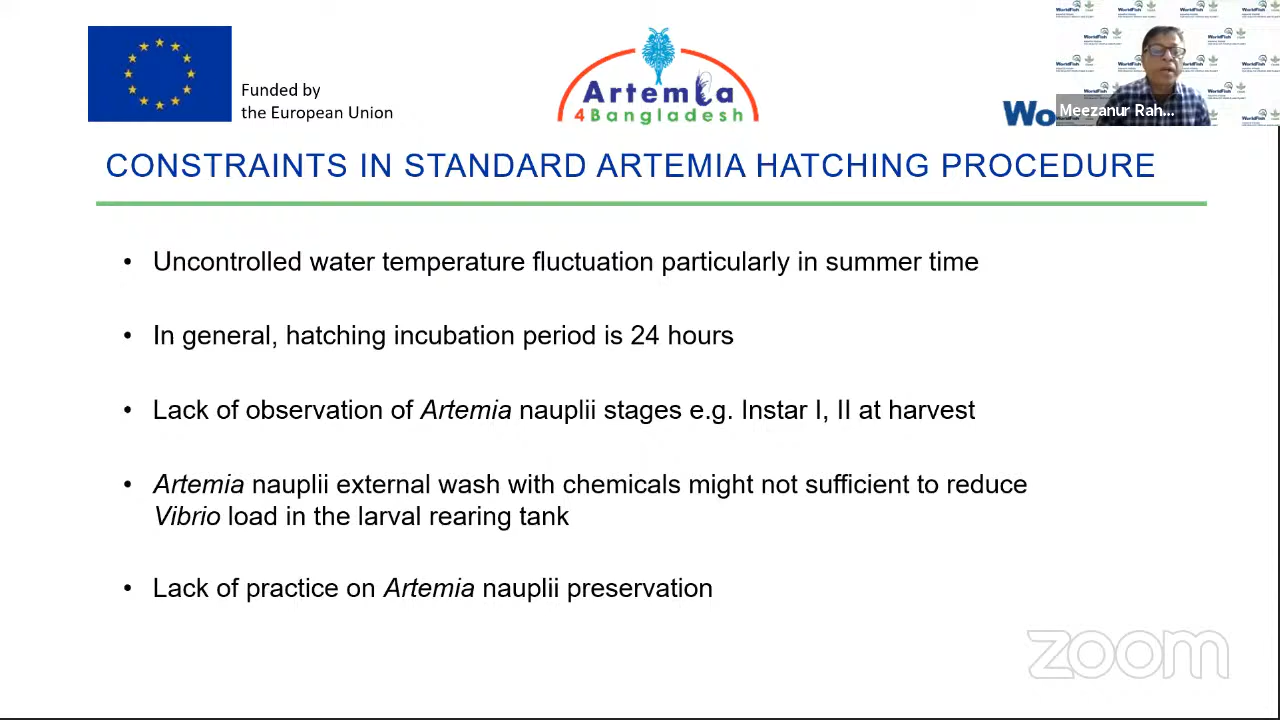 Funded by
the European Union
Artemia
4Bangladesh
Wo
Meezanur Rah...
CONSTRAINTS IN STANDARD ARTEMIA HATCHING PROCEDURE
• Uncontrolled water temperature fluctuation particularly in summer time
• In general, hatching incubation period is 24 hours
• Lack of observation of Artemia nauplii stages e.g. Instar I, II at harvest
• Artemia nauplii external wash with chemicals might not sufficient to reduce
Vibrio load in the larval rearing tank
• Lack of practice on Artemia nauplii preservation
zoom